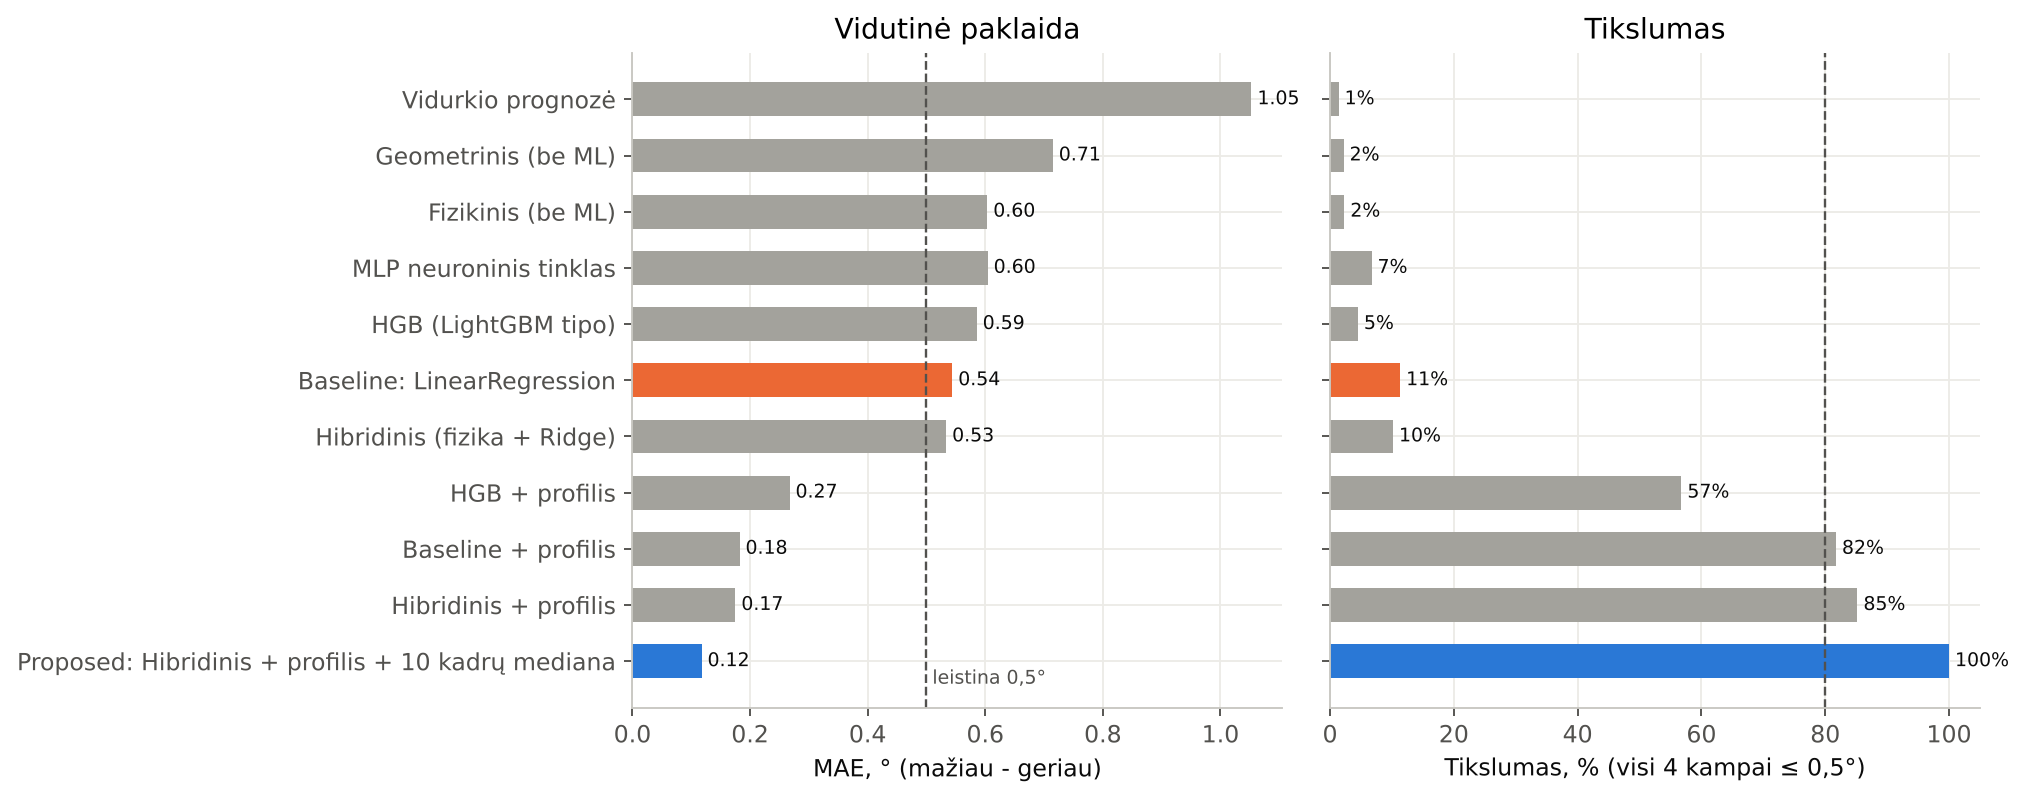 Vidutinė paklaida
Vidurkio prognozė
1.05
Geometrinis (be ML)
0.71
Fizikinis (be ML)
0.60
MLP neuroninis tinklas
0.60
HGB (LightGBM tipo)
0.59
Baseline: LinearRegression
0.54
Hibridinis (fizika + Ridge)
0.53
HGB + profilis
0.27
Baseline + profilis
0.18
Hibridinis + profilis
0.17
Proposed: Hibridinis + profilis + 10 kadrų mediana
0.12
leistina 0,5°
0.0 0.2 0.4 0.6 0.8 1.0
MAE, ° (mažiau - geriau)
Tikslumas
1%
2%
2%
7%
5%
11%
10%
57%
82%
85%
100%
0 20 40 60 80 100
Tikslumas, % (visi 4 kampai ≤ 0,5°)